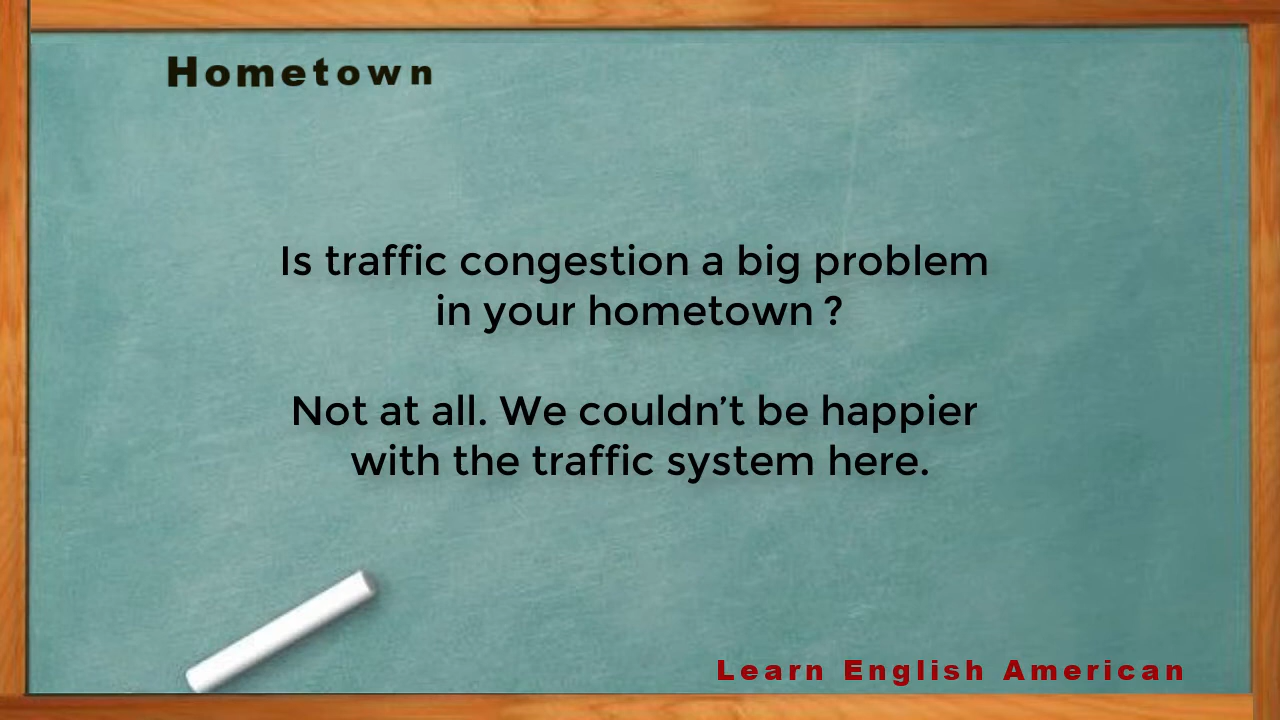 Hometown
Is traffic congestion a big problem
in your hometown ?
Not at all. We couldn’t be happier
with the traffic system here.
Learn English American